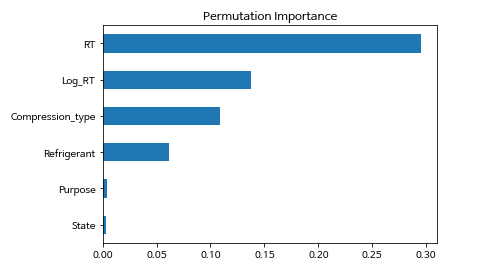 Permutation Importance
RT
Log_RT
Compression_type
Refrigerant
Purpose
State
0.00 0.05 0.10 0.15 0.20 0.25 0.30